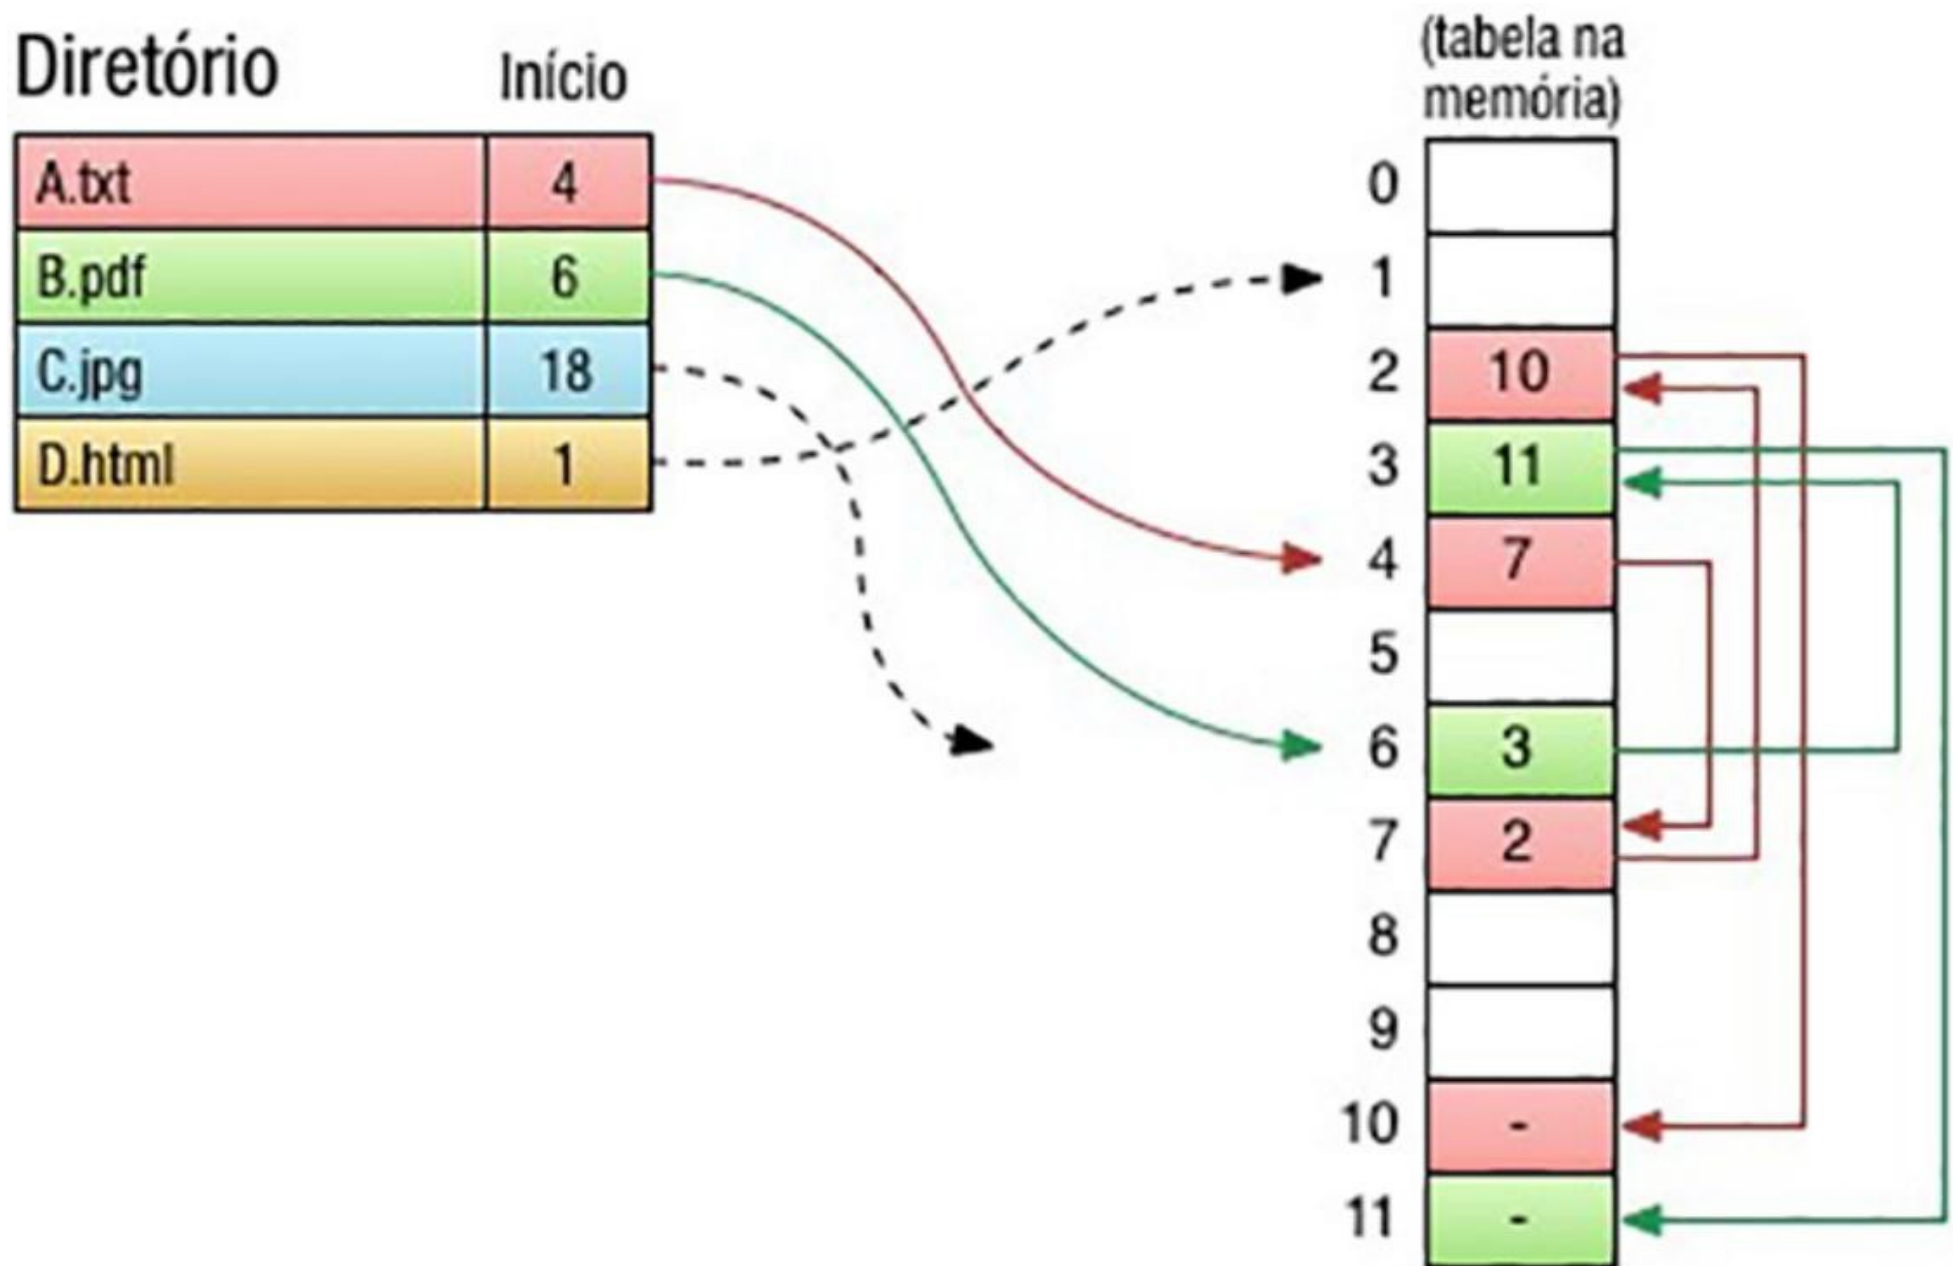 Diretório Início
A.txt 4
B.pdf 6
C.jpg 18
D.html 1
(tabela na
memória)
0
1
2 10
3 11
4 7
5
6 3
7 2
8
9
10 -
11 -